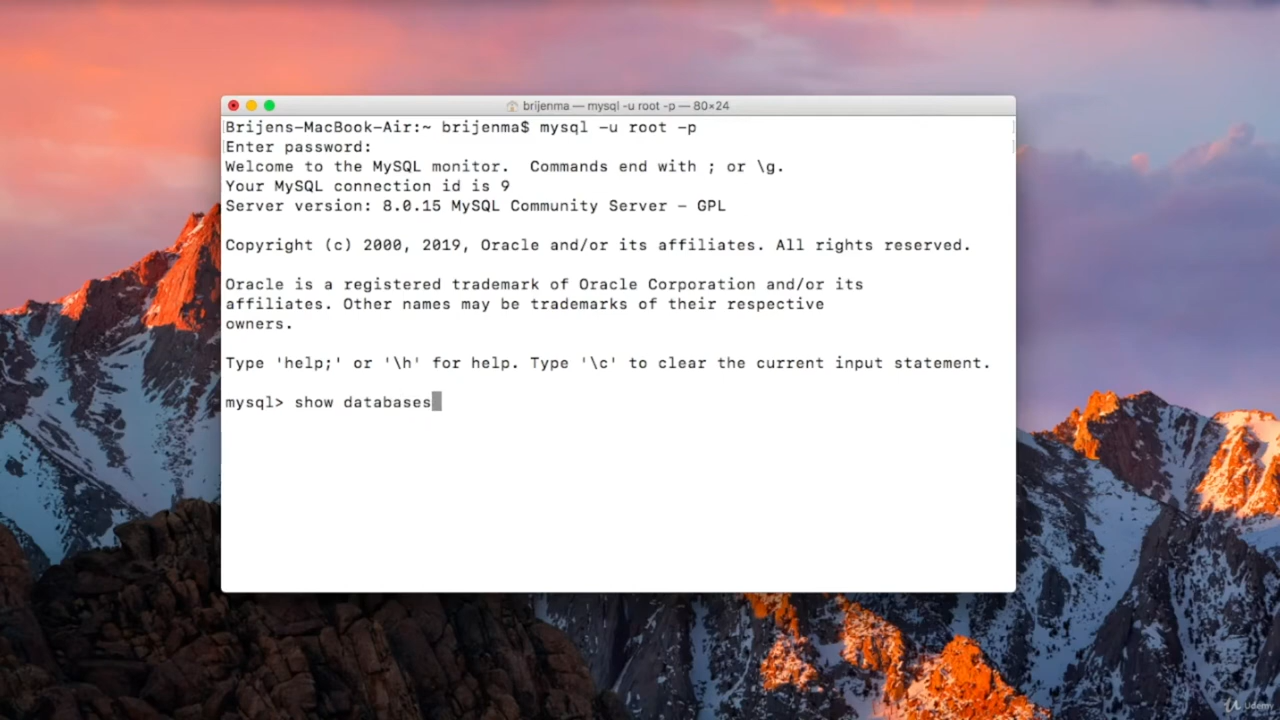 brijenma — mysql -u root -p — 80×24
Brijens-MacBook-Air:~ brijenma$ mysql -u root -p
Enter password:
Welcome to the MySQL monitor.  Commands end with ; or \g.
Your MySQL connection id is 9
Server version: 8.0.15 MySQL Community Server - GPL
Copyright (c) 2000, 2019, Oracle and/or its affiliates. All rights reserved.
Oracle is a registered trademark of Oracle Corporation and/or its
affiliates. Other names may be trademarks of their respective
owners.
Type 'help;' or '\h' for help. Type '\c' to clear the current input statement.
mysql> show databases
Udemy